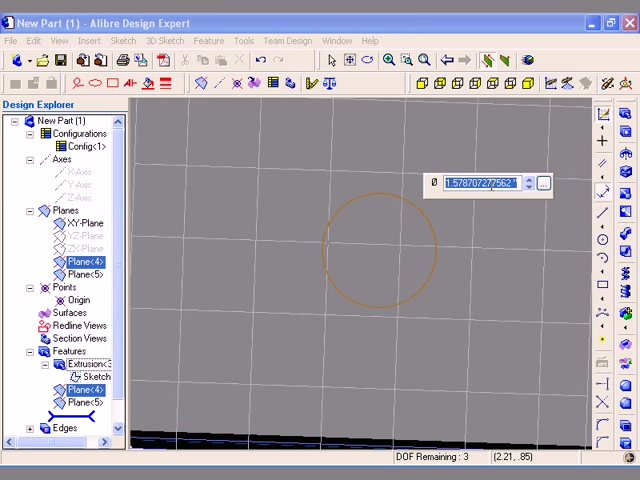 New Part (1) - Alibre Design Expert
File Edit View Insert Sketch 3D Sketch Feature Tools Team Design Window Help
Design Explorer
New Part (1)
Configurations
Config<1>
Axes
X-Axis
Y-Axis
Z-Axis
Planes
XY-Plane
YZ-Plane
ZX-Plane
Plane<4>
Plane<5>
Points
Origin
Surfaces
Redline Views
Section Views
Features
Extrusion<3
Sketch
Plane<4>
Plane<5>
Edges
Ø 1.578707277562 " ...
DOF Remaining : 3 (2.21, .85)